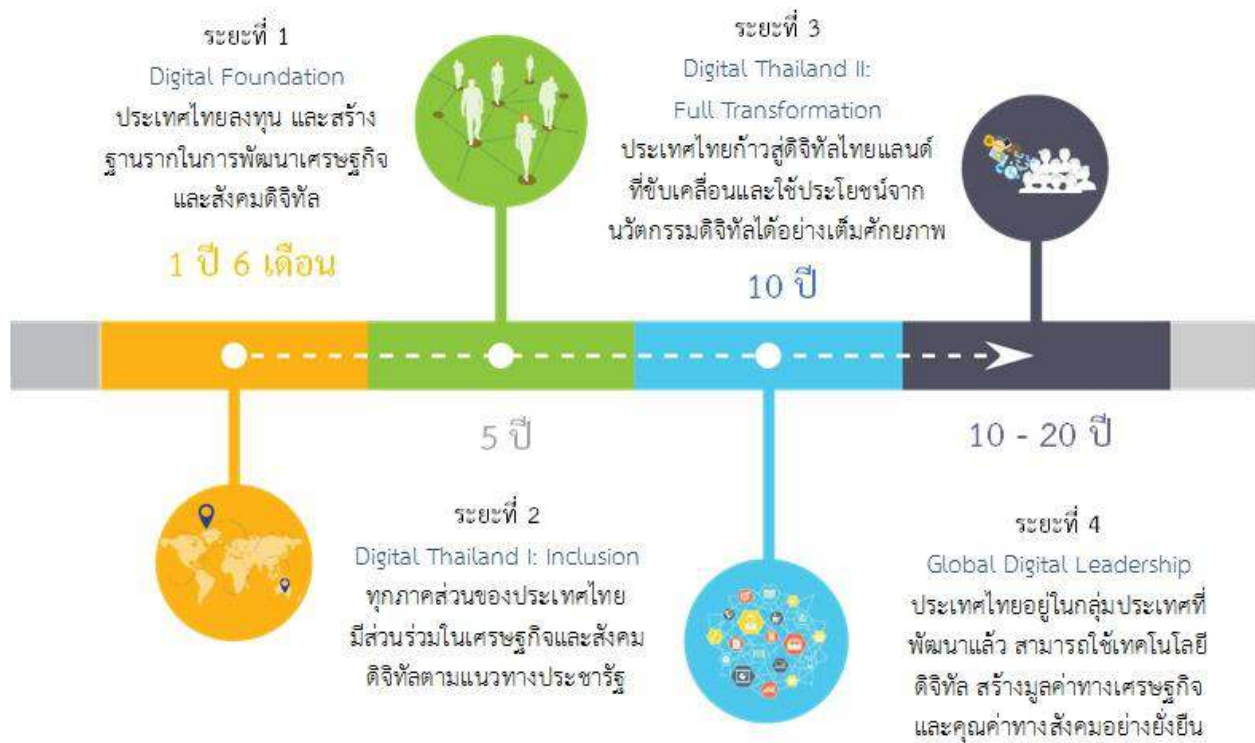 ระยะที่ 1
Digital Foundation
ประเทศไทยลงทุน และสร้าง
ฐานรากในการพัฒนาเศรษฐกิจ
และสังคมดิจิทัล
1 ปี 6 เดือน
5 ปี
ระยะที่ 2
Digital Thailand I: Inclusion
ทุกภาคส่วนของประเทศไทย
มีส่วนร่วมในเศรษฐกิจและสังคม
ดิจิทัลตามแนวทางประชารัฐ
ระยะที่ 3
Digital Thailand II:
Full Transformation
ประเทศไทยก้าวสู่ดิจิทัลไทยแลนด์
ที่ขับเคลื่อนและใช้ประโยชน์จาก
นวัตกรรมดิจิทัลได้อย่างเต็มศักยภาพ
10 ปี
10 - 20 ปี
ระยะที่ 4
Global Digital Leadership
ประเทศไทยอยู่ในกลุ่มประเทศที่
พัฒนาแล้ว สามารถใช้เทคโนโลยี
ดิจิทัล สร้างมูลค่าทางเศรษฐกิจ
และคุณค่าทางสังคมอย่างยั่งยืน